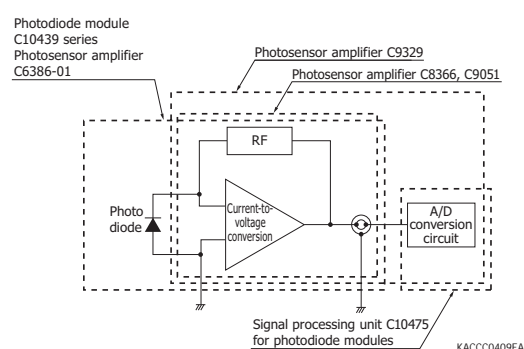 Photodiode module
C10439 series
Photosensor amplifier
C6386-01
Photosensor amplifier C9329
Photosensor amplifier C8366, C9051
RF
Photo
diode
Current-to-
voltage
conversion
A/D
conversion
circuit
Signal processing unit C10475
for photodiode modules
KACCC0409EA